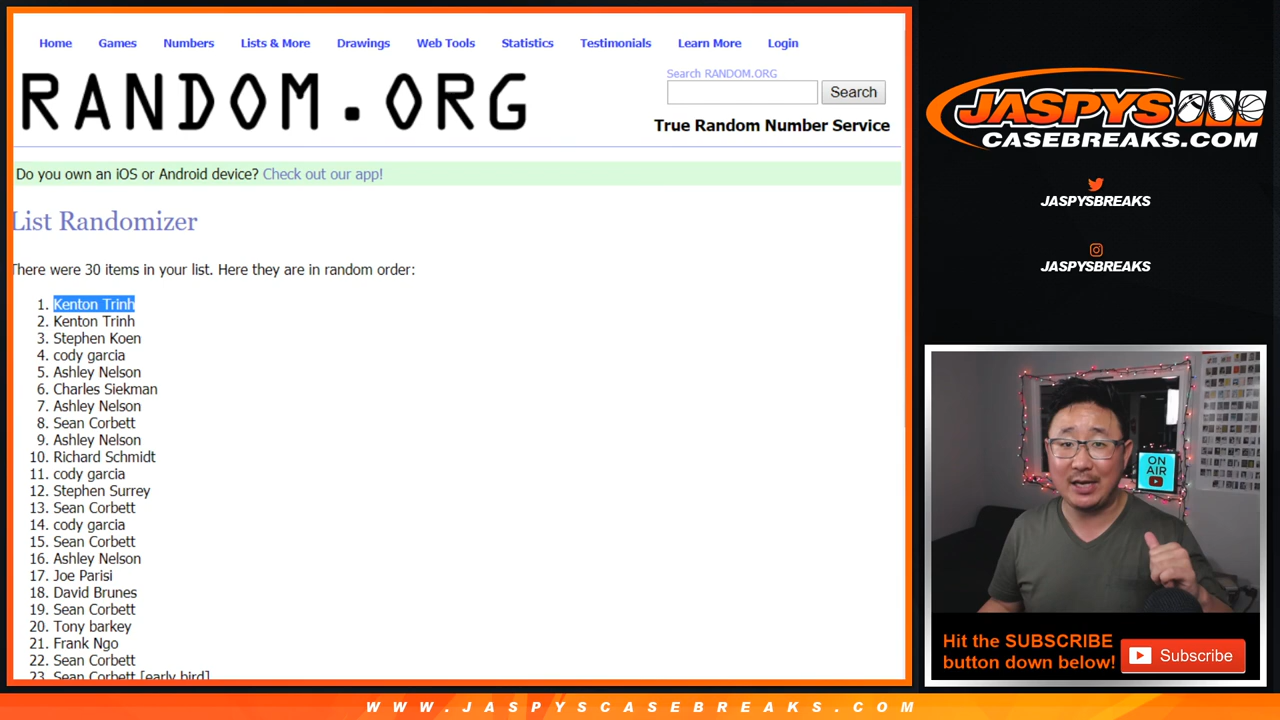 Home Games Numbers Lists & More Drawings Web Tools Statistics Testimonials Learn More Login
RANDOM.ORG
Search RANDOM.ORG
Search
True Random Number Service
Do you own an iOS or Android device? Check out our app!
List Randomizer
There were 30 items in your list. Here they are in random order:
1. Kenton Trinh
2. Kenton Trinh
3. Stephen Koen
4. cody garcia
5. Ashley Nelson
6. Charles Siekman
7. Ashley Nelson
8. Sean Corbett
9. Ashley Nelson
10. Richard Schmidt
11. cody garcia
12. Stephen Surrey
13. Sean Corbett
14. cody garcia
15. Sean Corbett
16. Ashley Nelson
17. Joe Parisi
18. David Brunes
19. Sean Corbett
20. Tony barkey
21. Frank Ngo
22. Sean Corbett
23. Sean Corbett [early bird]
JASPYS
CASEBREAKS.COM
JASPYSBREAKS
JASPYSBREAKS
ON
AIR
Hit the SUBSCRIBE
button down below!
Subscribe
WWW.JASPYSCASEBREAKS.COM